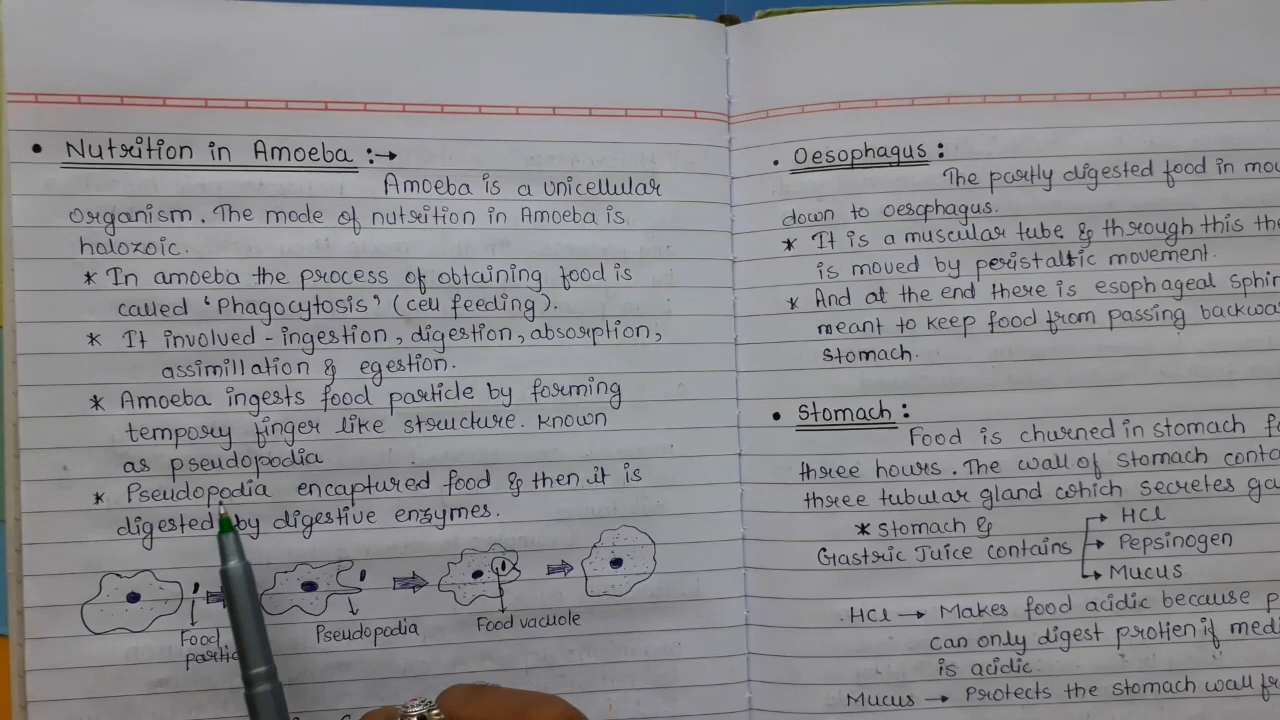 • Nutrition in Amoeba :→
Amoeba is a unicellular
organism. The mode of nutrition in Amoeba is
holozoic.
* In amoeba the process of obtaining food is
called 'Phagocytosis' (cell feeding).
* It involved - ingestion, digestion, absorption,
assimillation & egestion.
* Amoeba ingests food particle by forming
tempory finger like structure. known
as pseudopodia
* Pseudopodia encaptured food & then it is
digested by digestive enzymes.
Food
Pseudopodia
Food vacuole
• Oesophagus :
The partly digested food in
down to oesophagus.
* It is a muscular tube & through this
is moved by peristaltic movement.
* And at the end there is esophageal
meant to keep food from passing
stomach.
• Stomach :
Food is churned in stomach
three hours. The wall of stomach
three tubular gland which secretes
* Stomach &
Gastric Juice contains
→ HCl
→ Pepsinogen
→ Mucus
HCl → Makes food acidic because
can only digest protien if
is acidic.
Mucus → Protects the stomach wall